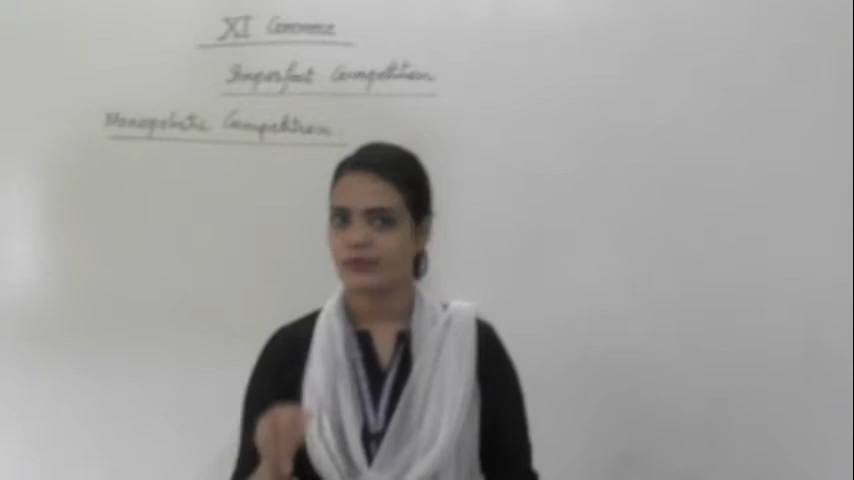 XI Commerce
Imperfect Competition
Monopolistic Competition